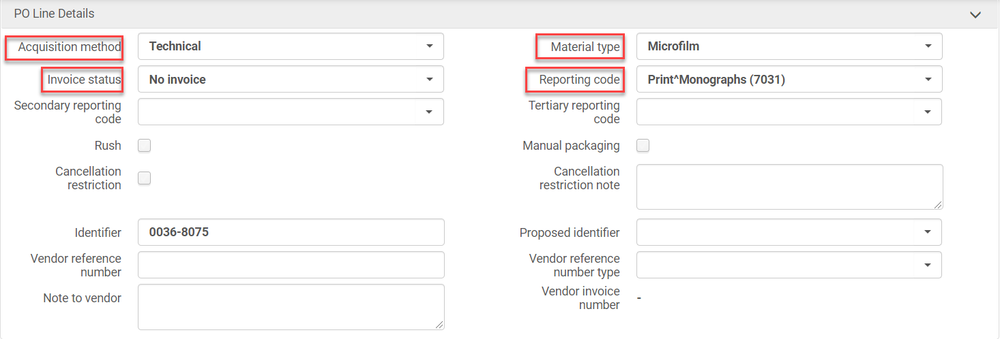 PO Line Details
Acquisition method
Technical
Material type
Microfilm
Invoice status
No invoice
Reporting code
Print^Monographs (7031)
Secondary reporting
code
Tertiary reporting
code
Rush
Manual packaging
Cancellation
restriction
Cancellation
restriction note
Identifier
0036-8075
Proposed identifier
Vendor reference
number
Vendor reference
number type
Note to vendor
Vendor invoice
number
-